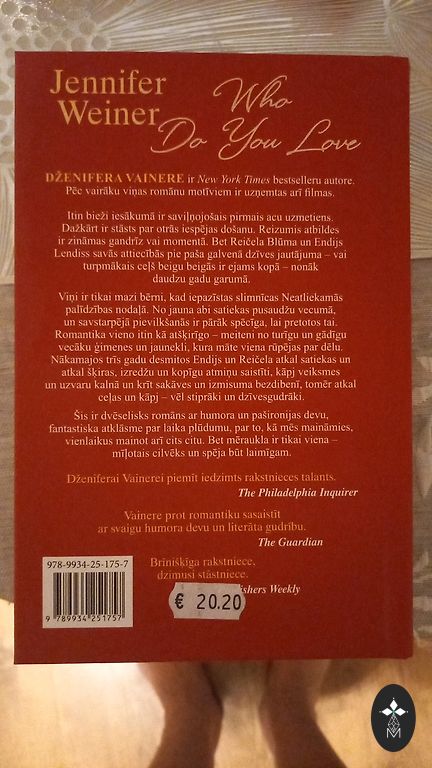 Jennifer
Weiner
Who
Do You Love
DŽENIFERA VAINERE ir New York Times bestselleru autore.
Pēc vairāku viņas romānu motīviem ir uzņemtas arī filmas.
Itin bieži iesākumā ir saviļņojošais pirmais acu uzmetiens.
Dažkārt ir stāsts par otrās iespējas došanu. Reizumis atbildes
ir zināmas gandrīz vai momentā. Bet Reičela Blūma un Endijs
Lendiss savās attiecībās pie paša galvenā dzīves jautājuma – vai
turpmākais ceļš beigu beigās ir ejams kopā – nonāk
daudzu gadu garumā.
Viņi ir tikai mazi bērni, kad iepazīstas slimnīcas Neatliekamās
palīdzības nodaļā. No jauna abi satiekas pusaudžu vecumā,
un savstarpējā pievilkšanās ir pārāk spēcīga, lai pretotos tai.
Romantika vieno itin kā atšķirīgo – meiteni no turīgu un gādīgu
vecāku ģimenes un jaunekli, kura māte viena rūpējas par dēlu.
Nākamajos trīs gadu desmitos Endijs un Reičela atkal satiekas un
atkal šķiras, izredžu un kopīgu atmiņu saistīti, kāpj veiksmes
un uzvaru kalnā un krīt sakāves un izmisuma bezdibenī, tomēr atkal
ceļas un kāpj – vēl stiprāki un dzīvesgudrāki.
Šis ir dvēselisks romāns ar humora un pašironijas devu,
fantastiska atklāsme par laika plūdumu, par to, kā mēs maināmies,
vienlaikus mainot arī cits citu. Bet mēraukla ir tikai viena –
mīļotais cilvēks un spēja būt laimīgam.
Dženiferai Vainerei piemīt iedzimts rakstnieces talants.
The Philadelphia Inquirer
Vainere prot romantiku sasaistīt
ar svaigu humora devu un literāta gudrību.
The Guardian
Brīnišķīga rakstniece,
dzimusi stāstniece.
ishers Weekly
978-9934-25-175-7
9 789934 251757
€ 20.20
M